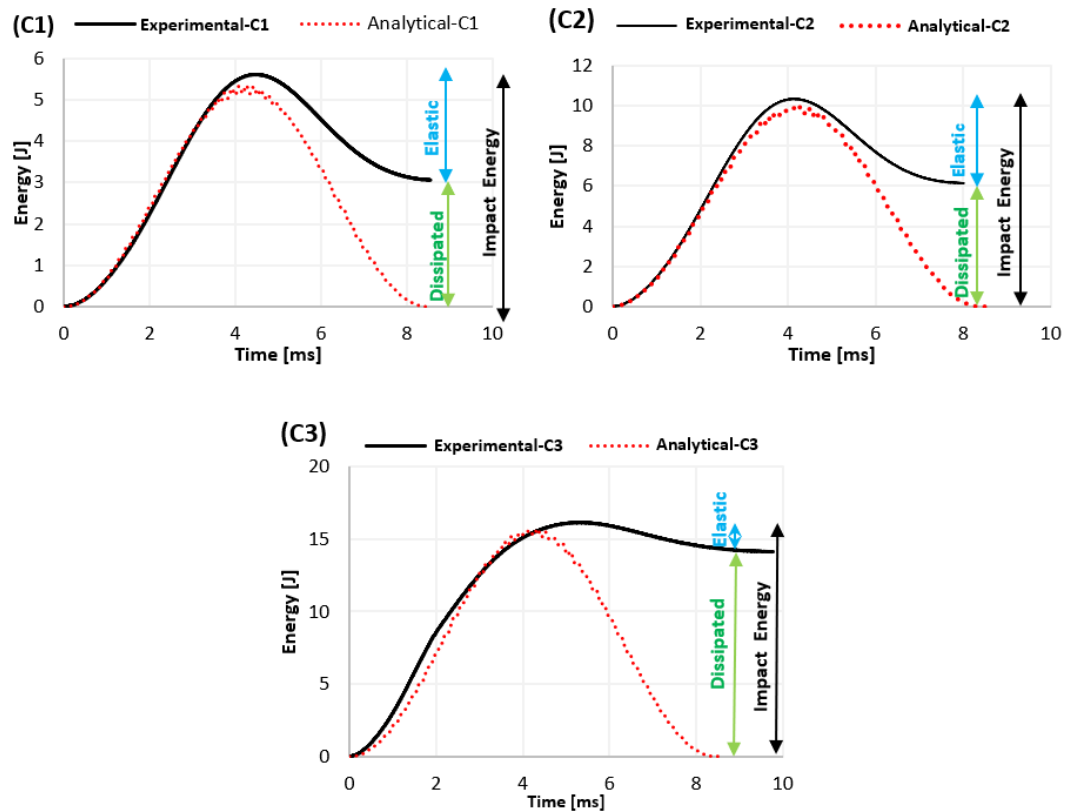 (C1)
Experimental-C1
Analytical-C1
6
5
4
3
2
1
0
Energy [J]
0 2 4 6 8 10
Time [ms]
Elastic
Dissipated
Impact Energy
(C2)
Experimental-C2
Analytical-C2
12
10
8
6
4
2
0
Energy [J]
0 2 4 6 8 10
Time [ms]
Elastic
Dissipated
Impact Energy
(C3)
Experimental-C3
Analytical-C3
20
15
10
5
0
Energy [J]
0 2 4 6 8 10
Time [ms]
Elastic
Dissipated
Impact Energy